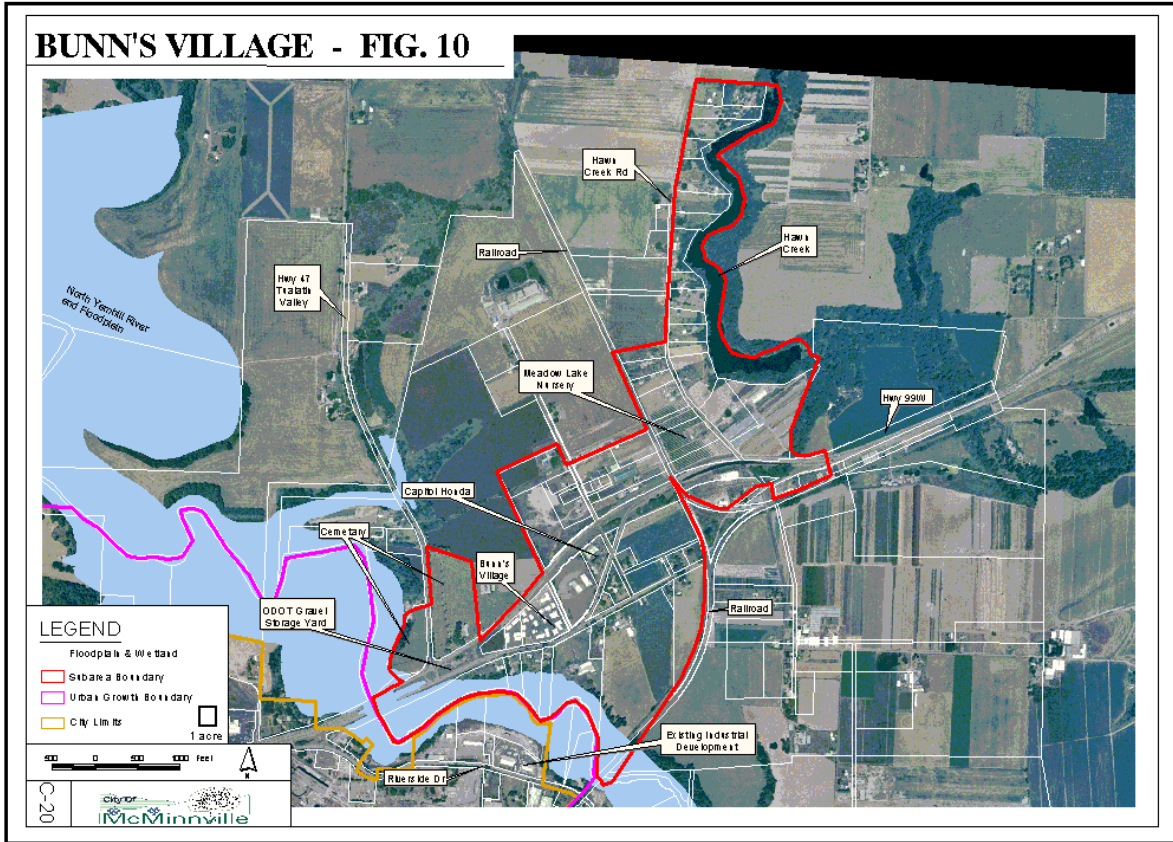 BUNN'S VILLAGE - FIG. 10
Hawn
Creek Rd
Railroad
Hawn
Creek
Hwy 47
Tualatin
Valley
North Yamhill River
and Floodplain
Meadow Lake
Nursery
Hwy 99W
Capitol Honda
Cemetary
Bunn's
Village
ODOT Gravel
Storage Yard
Railroad
Existing Industrial
Development
Riverside Dr
LEGEND
Floodplain & Wetland
Subarea Boundary
Urban Growth Boundary
City Limits
1 acre
500 0 500 1000 Feet
N
C-20
City of
McMinnville